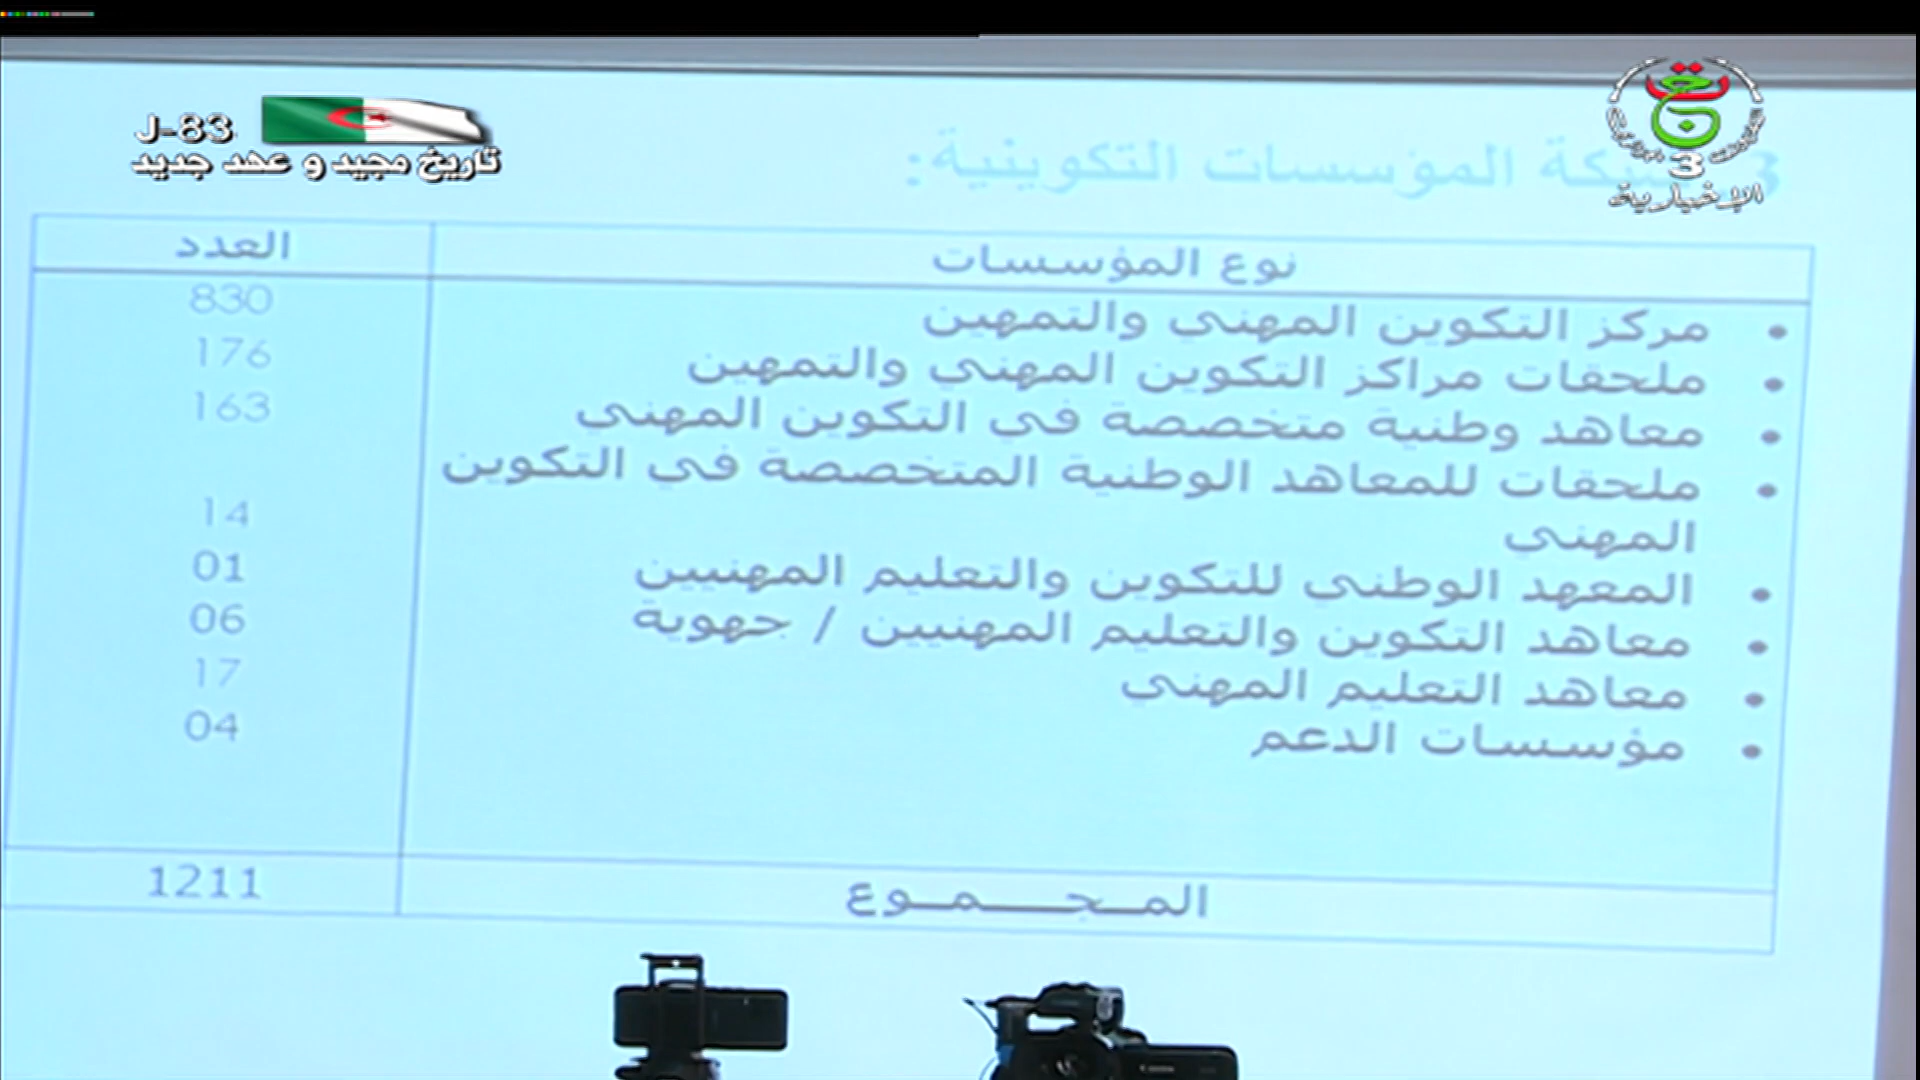 J-83
تاريخ مجيد و عهد جديد
3
الإخبارية
المؤسسات التكوينية:
نوع المؤسسات العدد
• مركز التكوين المهني والتمهين 830
• ملحقات مراكز التكوين المهني والتمهين 176
• معاهد وطنية متخصصة في التكوين المهني 163
• ملحقات للمعاهد الوطنية المتخصصة في التكوين
المهني 14
• المعهد الوطني للتكوين والتعليم المهنيين 01
• معاهد التكوين والتعليم المهنيين / جهوية 06
• معاهد التعليم المهني 17
• مؤسسات الدعم 04
المـــجـــــمـــوع 1211